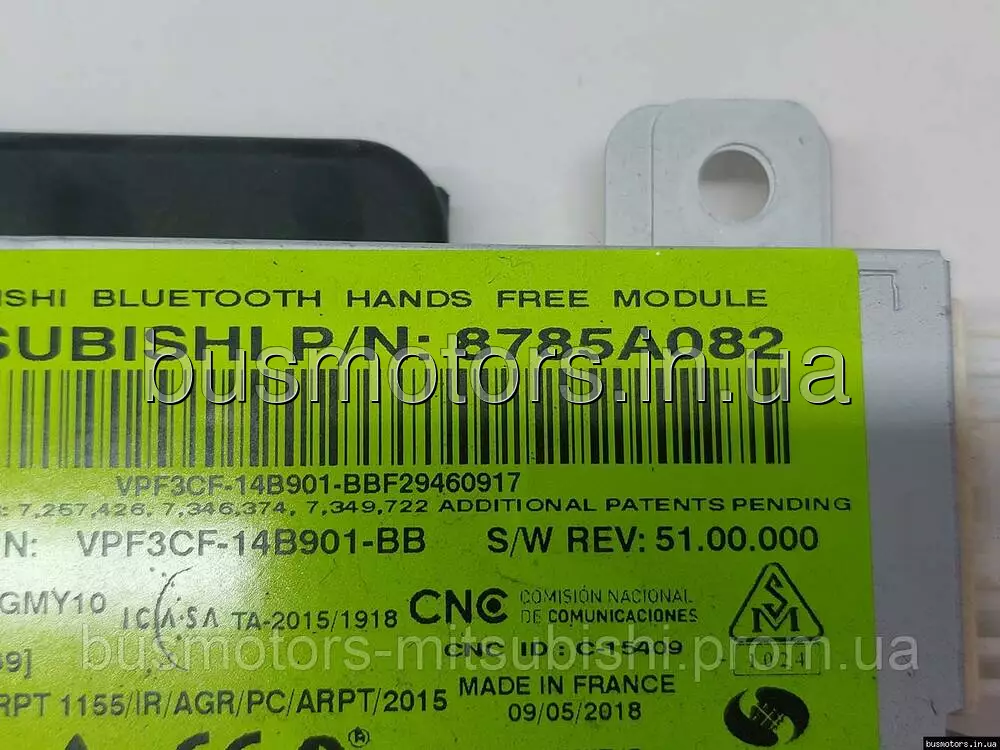 ISHI BLUETOOTH HANDS FREE MODULE
SUBISHI P/N: 8785A082
busmotors.in.ua
VPF3CF-14B901-BBF29460917
: 7,257,426, 7,346,374, 7,349,722 ADDITIONAL PATENTS PENDING
N: VPF3CF-14B901-BB S/W REV: 51.00.000
GMY10 ICASA TA-2015/1918 CNC COMISIÓN NACIONAL
DE COMUNICACIONES
CNC ID: C-15409
busmotors-mitsubishi.prom.ua
9]
1024
RPT 1155/IR/AGR/PC/ARPT/2015 MADE IN FRANCE
09/05/2018
busmotors.in.ua